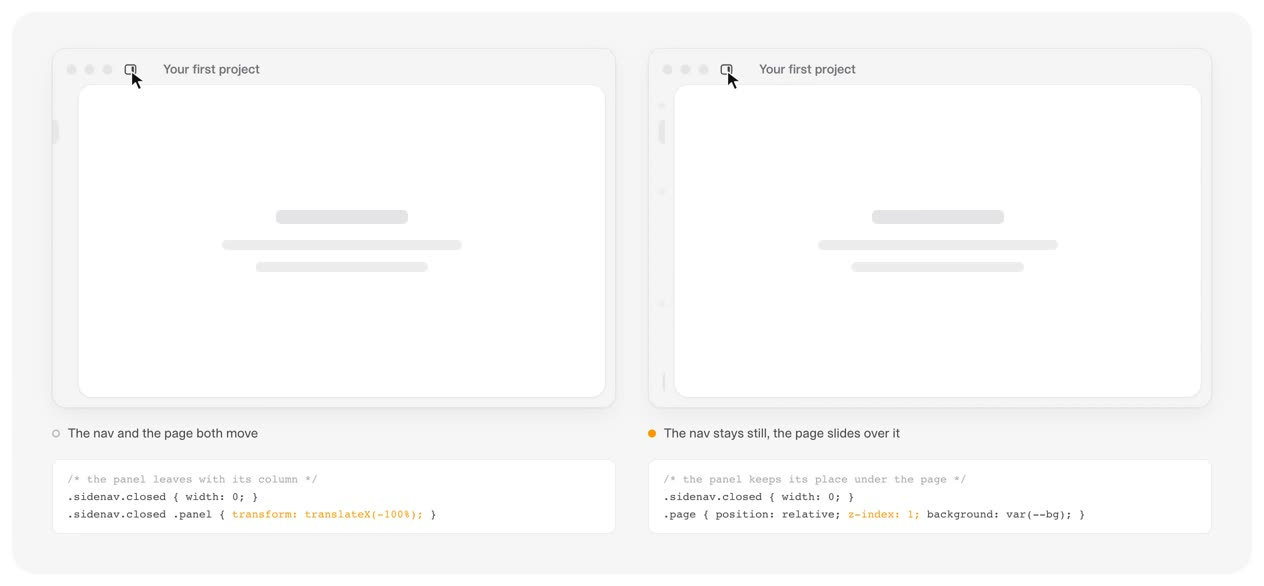 Your first project
Your first project
The nav and the page both move
The nav stays still, the page slides over it
/* the panel leaves with its column */
.sidenav.closed { width: 0; }
.sidenav.closed .panel { transform: translateX(-100%); }
/* the panel keeps its place under the page */
.sidenav.closed { width: 0; }
.page { position: relative; z-index: 1; background: var(--bg); }